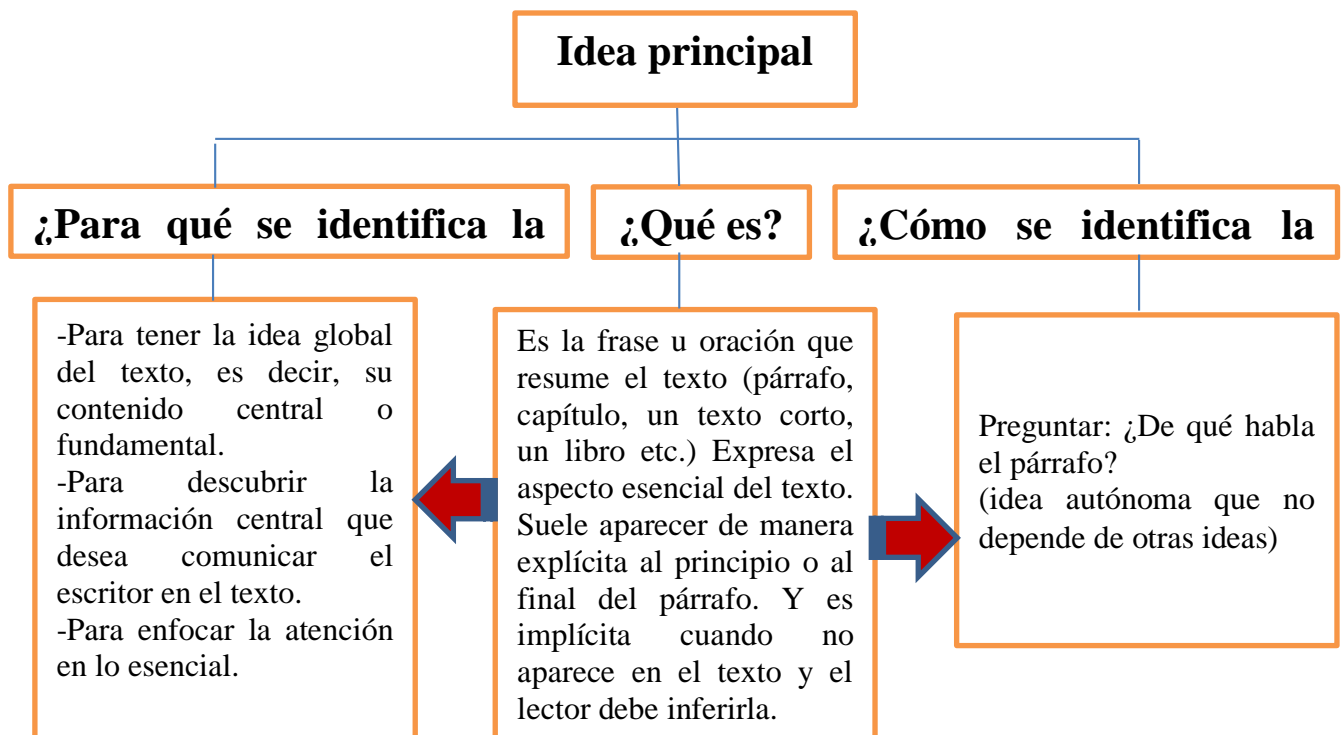 Idea principal
¿Para qué se identifica la
¿Qué es?
¿Cómo se identifica la
-Para tener la idea global
del texto, es decir, su
contenido central o
fundamental.
-Para descubrir la
información central que
desea comunicar el
escritor en el texto.
-Para enfocar la atención
en lo esencial.
Es la frase u oración que
resume el texto (párrafo,
capítulo, un texto corto,
un libro etc.) Expresa el
aspecto esencial del texto.
Suele aparecer de manera
explícita al principio o al
final del párrafo. Y es
implícita cuando no
aparece en el texto y el
lector debe inferirla.
Preguntar: ¿De qué habla
el párrafo?
(idea autónoma que no
depende de otras ideas)